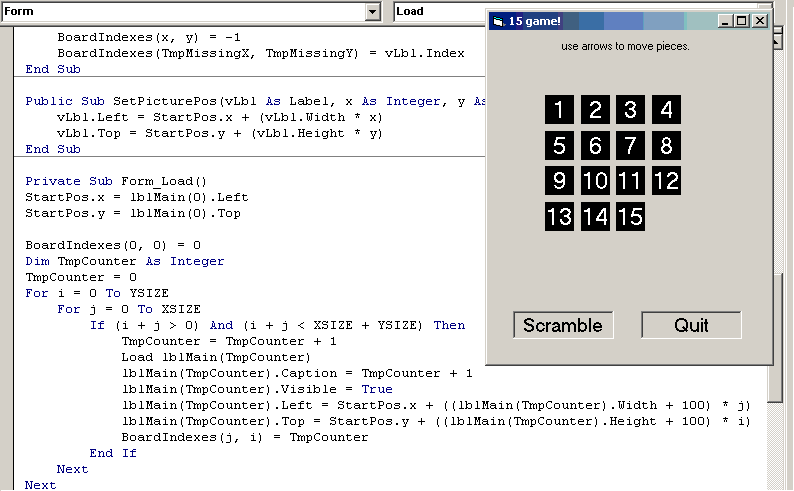 Form
Load
BoardIndexes(x, y) = -1
BoardIndexes(TmpMissingX, TmpMissingY) = vLbl.Index
End Sub
Public Sub SetPicturePos(vLbl As Label, x As Integer, y As
vLbl.Left = StartPos.x + (vLbl.Width * x)
vLbl.Top = StartPos.y + (vLbl.Height * y)
End Sub
Private Sub Form_Load()
StartPos.x = lblMain(0).Left
StartPos.y = lblMain(0).Top
BoardIndexes(0, 0) = 0
Dim TmpCounter As Integer
TmpCounter = 0
For i = 0 To YSIZE
For j = 0 To XSIZE
If (i + j > 0) And (i + j < XSIZE + YSIZE) Then
TmpCounter = TmpCounter + 1
Load lblMain(TmpCounter)
lblMain(TmpCounter).Caption = TmpCounter + 1
lblMain(TmpCounter).Visible = True
lblMain(TmpCounter).Left = StartPos.x + ((lblMain(TmpCounter).Width + 100) * j)
lblMain(TmpCounter).Top = StartPos.y + ((lblMain(TmpCounter).Height + 100) * i)
BoardIndexes(j, i) = TmpCounter
End If
Next
Next
15 game!
use arrows to move pieces.
1 2 3 4
5 6 7 8
9 10 11 12
13 14 15
Scramble Quit